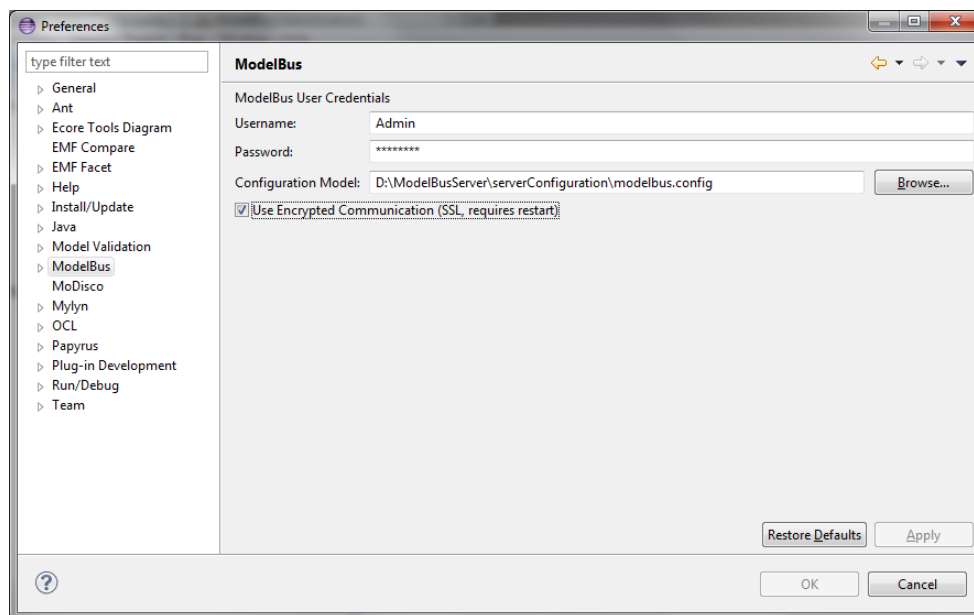 Preferences
type filter text
General
Ant
Ecore Tools Diagram
EMF Compare
EMF Facet
Help
Install/Update
Java
Model Validation
ModelBus
MoDisco
Mylyn
OCL
Papyrus
Plug-in Development
Run/Debug
Team
ModelBus
ModelBus User Credentials
Username: Admin
Password: ********
Configuration Model: D:\ModelBusServer\serverConfiguration\modelbus.config Browse...
Use Encrypted Communication (SSL, requires restart)
Restore Defaults Apply
? OK Cancel